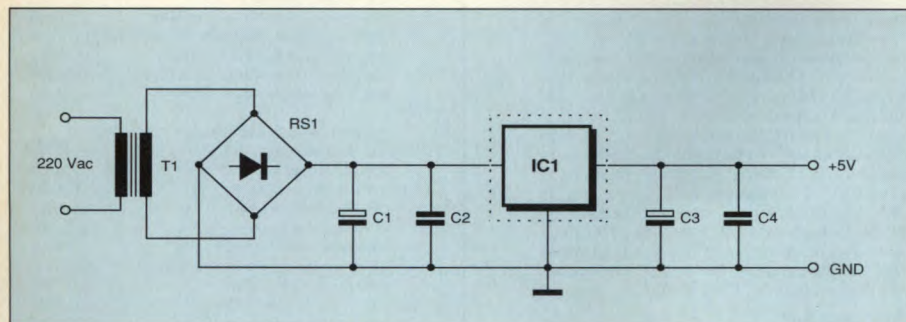 220 Vac
T1
RS1
C1
C2
IC1
C3
C4
+5V
GND